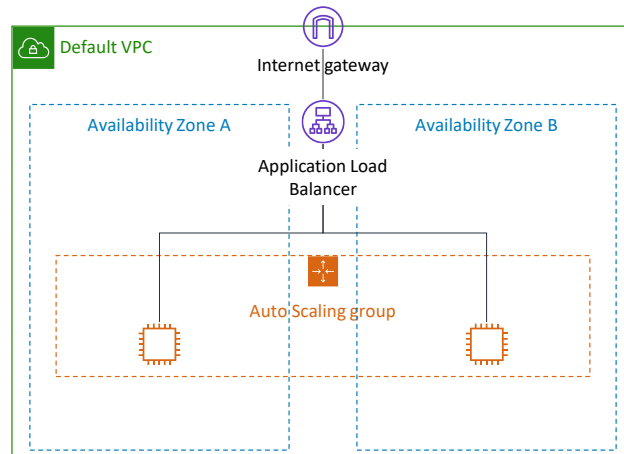 Default VPC
Internet gateway
Availability Zone A
Availability Zone B
Application Load
Balancer
Auto Scaling group